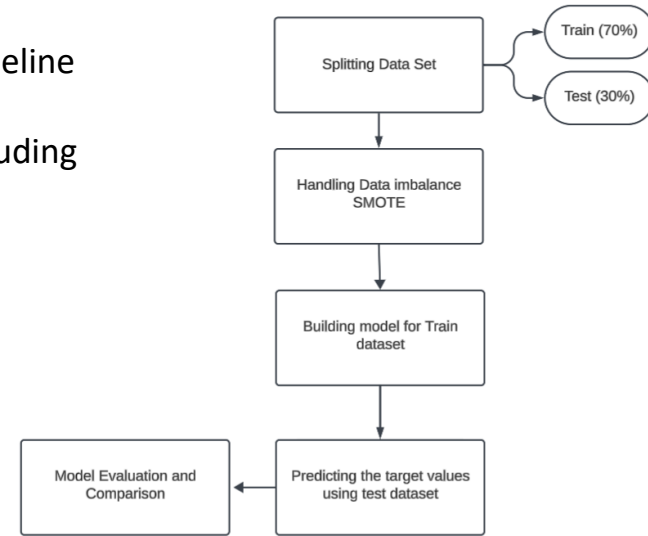 eline
uding
Splitting Data Set
Train (70%)
Test (30%)
Handling Data imbalance
SMOTE
Building model for Train
dataset
Predicting the target values
using test dataset
Model Evaluation and
Comparison